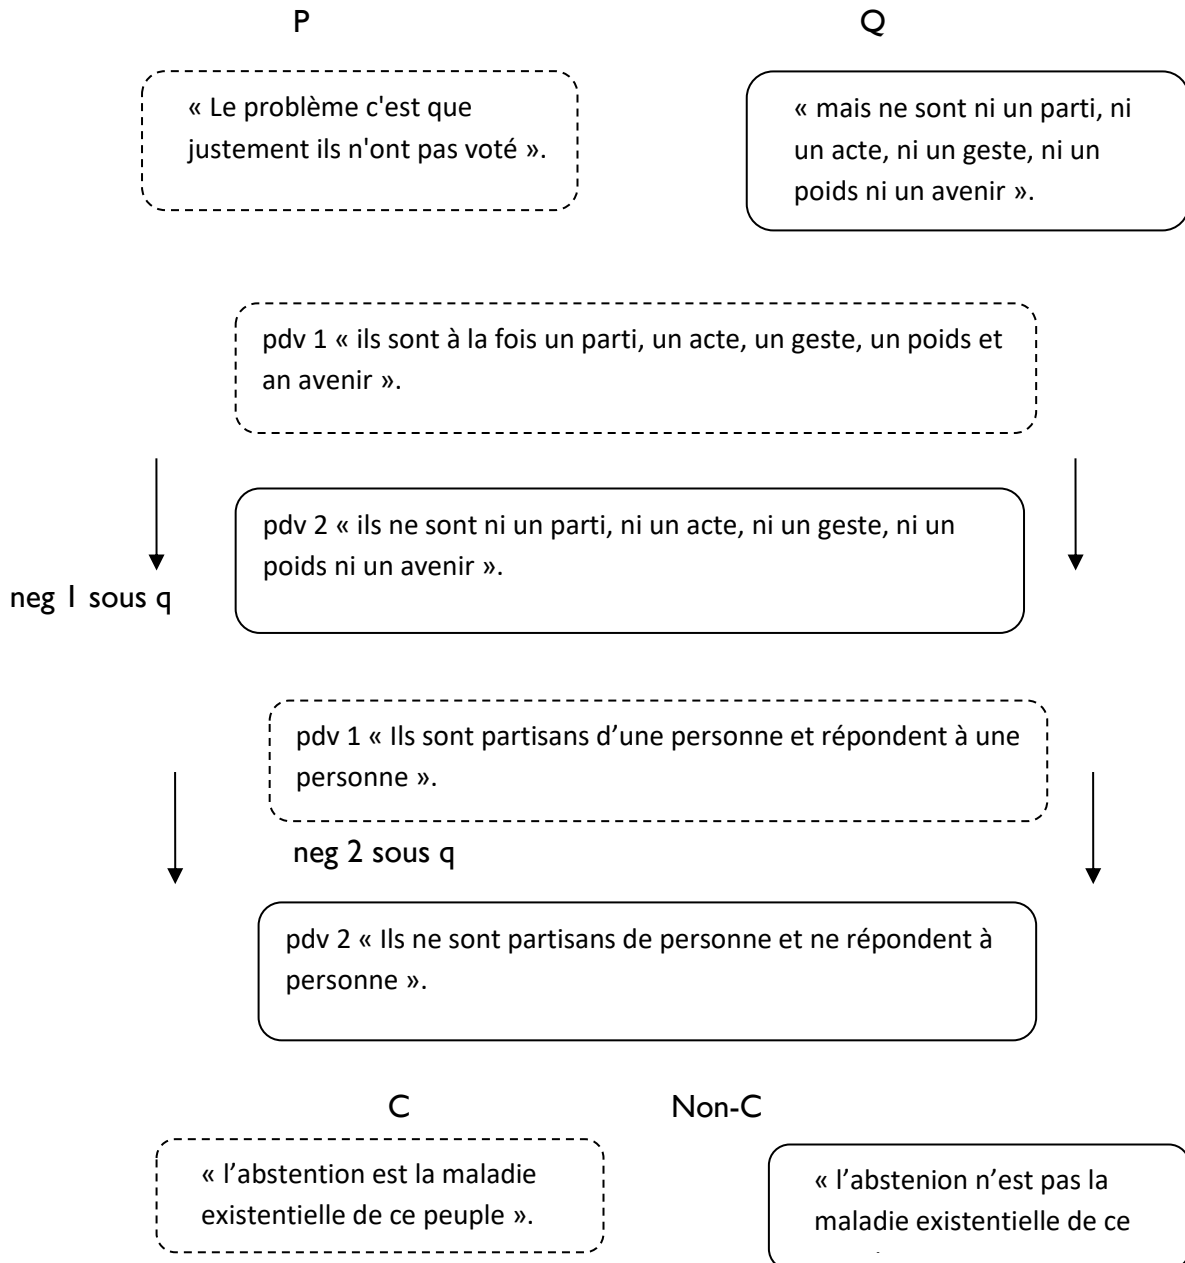 P
Q
« Le problème c'est que
justement ils n'ont pas voté ».
« mais ne sont ni un parti, ni
un acte, ni un geste, ni un
poids ni un avenir ».
pdv 1 « ils sont à la fois un parti, un acte, un geste, un poids et
an avenir ».
pdv 2 « ils ne sont ni un parti, ni un acte, ni un geste, ni un
poids ni un avenir ».
neg 1 sous q
pdv 1 « Ils sont partisans d’une personne et répondent à une
personne ».
neg 2 sous q
pdv 2 « Ils ne sont partisans de personne et ne répondent à
personne ».
C
Non-C
« l’abstention est la maladie
existentielle de ce peuple ».
« l’abstenion n’est pas la
maladie existentielle de ce